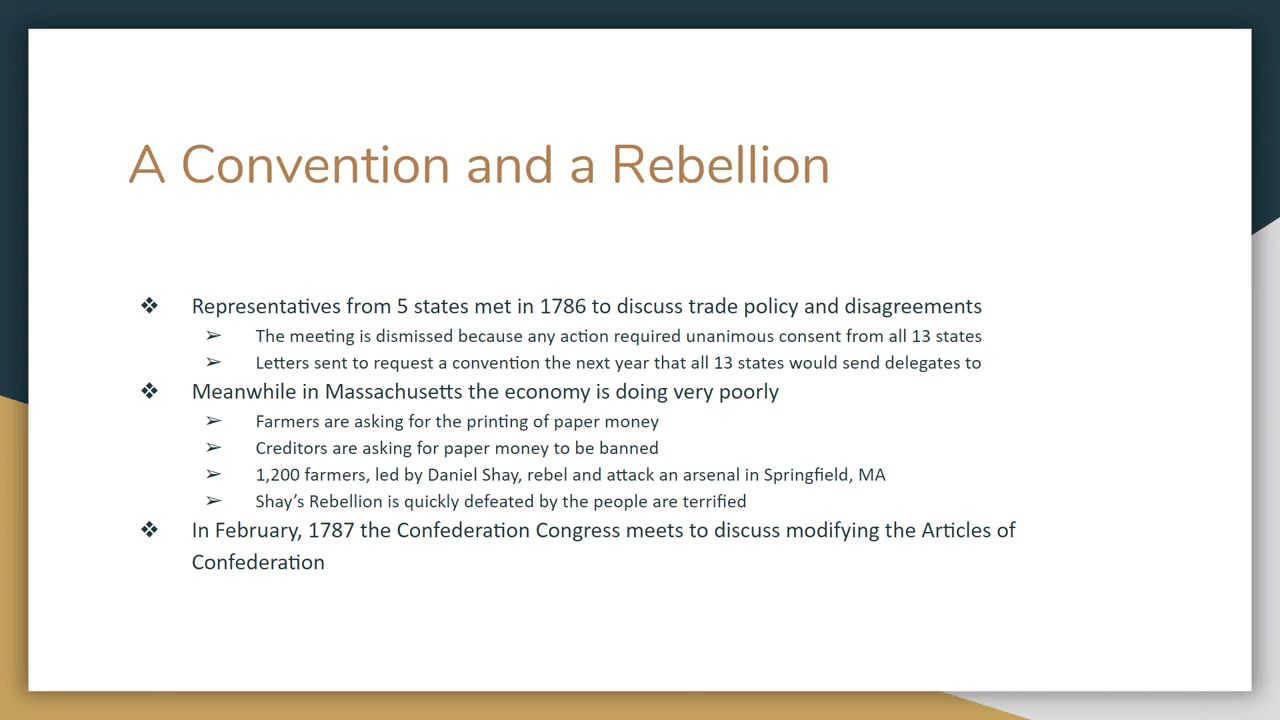 A Convention and a Rebellion
❖ Representatives from 5 states met in 1786 to discuss trade policy and disagreements
➢ The meeting is dismissed because any action required unanimous consent from all 13 states
➢ Letters sent to request a convention the next year that all 13 states would send delegates to
❖ Meanwhile in Massachusetts the economy is doing very poorly
➢ Farmers are asking for the printing of paper money
➢ Creditors are asking for paper money to be banned
➢ 1,200 farmers, led by Daniel Shay, rebel and attack an arsenal in Springfield, MA
➢ Shay’s Rebellion is quickly defeated by the people are terrified
❖ In February, 1787 the Confederation Congress meets to discuss modifying the Articles of
Confederation